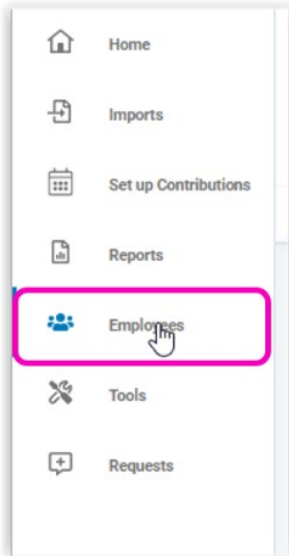 Home
Imports
Set up Contributions
Reports
Employees
Tools
Requests